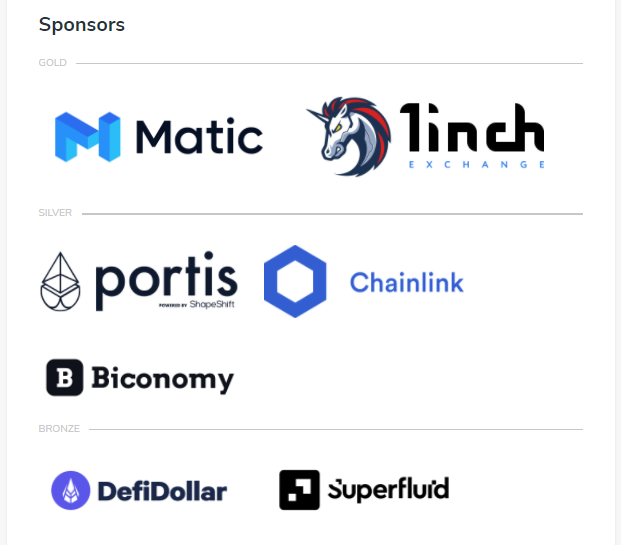 Sponsors
GOLD
Matic
1inch
EXCHANGE
SILVER
portis
POWERED BY ShapeShift
Chainlink
B Biconomy
BRONZE
DefiDollar
Superfluid